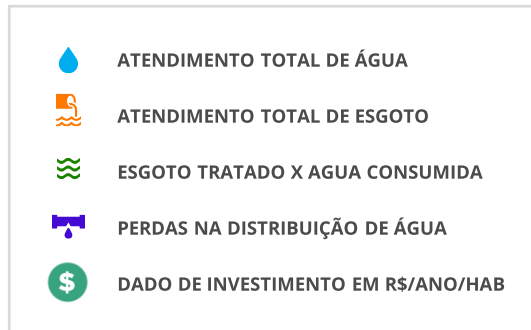 ATENDIMENTO TOTAL DE ÁGUA
ATENDIMENTO TOTAL DE ESGOTO
ESGOTO TRATADO X AGUA CONSUMIDA
PERDAS NA DISTRIBUIÇÃO DE ÁGUA
$ DADO DE INVESTIMENTO EM R$/ANO/HAB